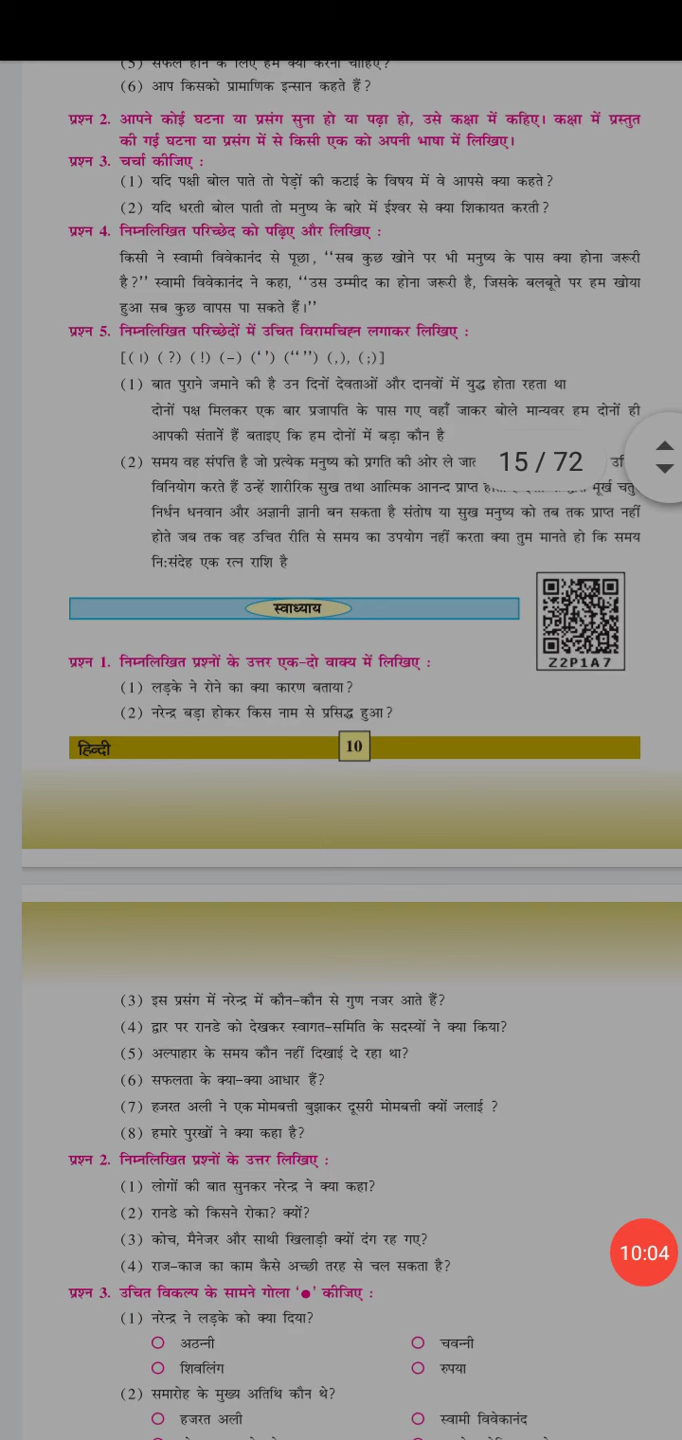 (5) सफल होने के लिए हमें क्या करना चाहिए?
(6) आप किसको प्रामाणिक इन्सान कहते हैं?
प्रश्न 2. आपने कोई घटना या प्रसंग सुना हो या पढ़ा हो, उसे कक्षा में कहिए। कक्षा में प्रस्तुत
की गई घटना या प्रसंग में से किसी एक को अपनी भाषा में लिखिए।
प्रश्न 3. चर्चा कीजिए :
(1) यदि पक्षी बोल पाते तो पेड़ों की कटाई के विषय में वे आपसे क्या कहते?
(2) यदि धरती बोल पाती तो मनुष्य के बारे में ईश्वर से क्या शिकायत करती?
प्रश्न 4. निम्नलिखित परिच्छेद को पढ़िए और लिखिए :
किसी ने स्वामी विवेकानंद से पूछा, ‘‘सब कुछ खोने पर भी मनुष्य के पास क्या होना जरूरी
है?’’ स्वामी विवेकानंद ने कहा, ‘‘उस उम्मीद का होना जरूरी है, जिसके बलबूते पर हम खोया
हुआ सब कुछ वापस पा सकते हैं।’’
प्रश्न 5. निम्नलिखित परिच्छेदों में उचित विरामचिह्न लगाकर लिखिए :
[(।) (?) (!) (–) (‘ ’) (‘‘ ’’) (,), (;)]
(1) बात पुराने जमाने की है उन दिनों देवताओं और दानवों में युद्ध होता रहता था
दोनों पक्ष मिलकर एक बार प्रजापति के पास गए वहाँ जाकर बोले मान्यवर हम दोनों ही
आपकी संतानें हैं बताइए कि हम दोनों में बड़ा कौन है
(2) समय वह संपत्ति है जो प्रत्येक मनुष्य को प्रगति की ओर ले जात
15 / 72
विनियोग करते हैं उन्हें शारीरिक सुख तथा आत्मिक आनन्द प्राप्त मूर्ख चतु
निर्धन धनवान और अज्ञानी ज्ञानी बन सकता है संतोष या सुख मनुष्य को तब तक प्राप्त नहीं
होते जब तक वह उचित रीति से समय का उपयोग नहीं करता क्या तुम मानते हो कि समय
नि:संदेह एक रत्न राशि है
स्वाध्याय
Z2P1A7
प्रश्न 1. निम्नलिखित प्रश्नों के उत्तर एक-दो वाक्य में लिखिए :
(1) लड़के ने रोने का क्या कारण बताया?
(2) नरेन्द्र बड़ा होकर किस नाम से प्रसिद्ध हुआ?
हिन्दी 10
(3) इस प्रसंग में नरेन्द्र में कौन-कौन से गुण नजर आते हैं?
(4) द्वार पर रानडे को देखकर स्वागत-समिति के सदस्यों ने क्या किया?
(5) अल्पाहार के समय कौन नहीं दिखाई दे रहा था?
(6) सफलता के क्या-क्या आधार हैं?
(7) हजरत अली ने एक मोमबत्ती बुझाकर दूसरी मोमबत्ती क्यों जलाई ?
(8) हमारे पुरखों ने क्या कहा है?
प्रश्न 2. निम्नलिखित प्रश्नों के उत्तर लिखिए :
(1) लोगों की बात सुनकर नरेन्द्र ने क्या कहा?
(2) रानडे को किसने रोका? क्यों?
(3) कोच, मैनेजर और साथी खिलाड़ी क्यों दंग रह गए?
10:04
(4) राज-काज का काम कैसे अच्छी तरह से चल सकता है?
प्रश्न 3. उचित विकल्प के सामने गोला ‘●’ कीजिए :
(1) नरेन्द्र ने लड़के को क्या दिया?
अठन्नी चवन्नी
शिवलिंग रुपया
(2) समारोह के मुख्य अतिथि कौन थे?
हजरत अली स्वामी विवेकानंद